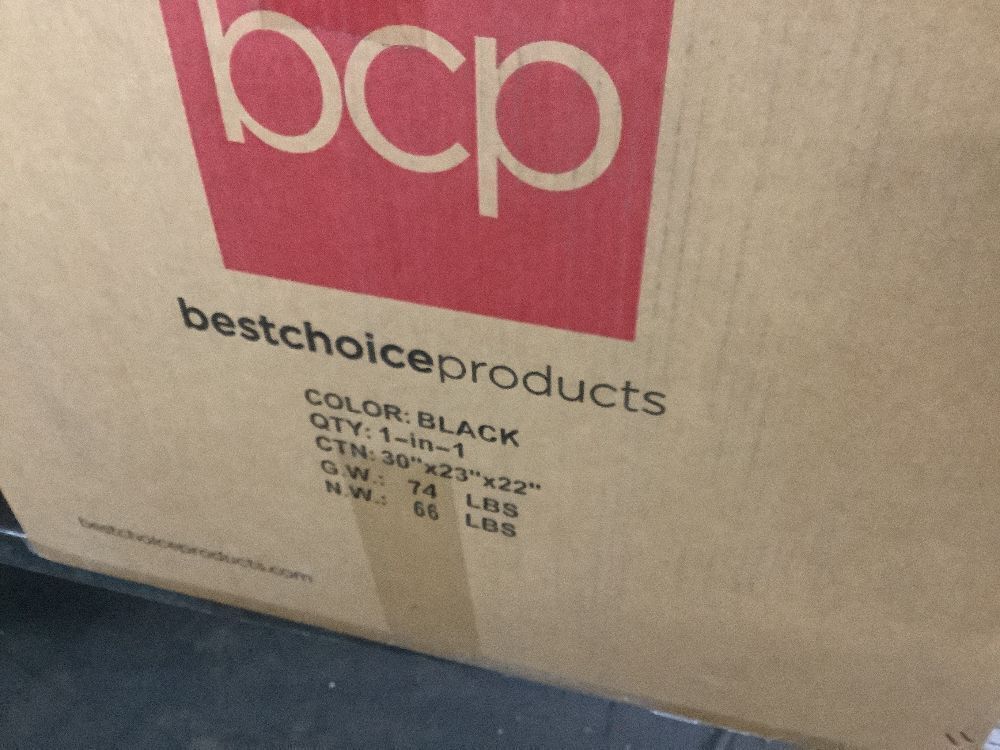 bcp
bestchoiceproducts
COLOR: BLACK
QTY: 1-in-1
CTN: 30"x23"x22"
G.W.: 74 LBS
N.W.: 66 LBS
bestchoiceproducts.com